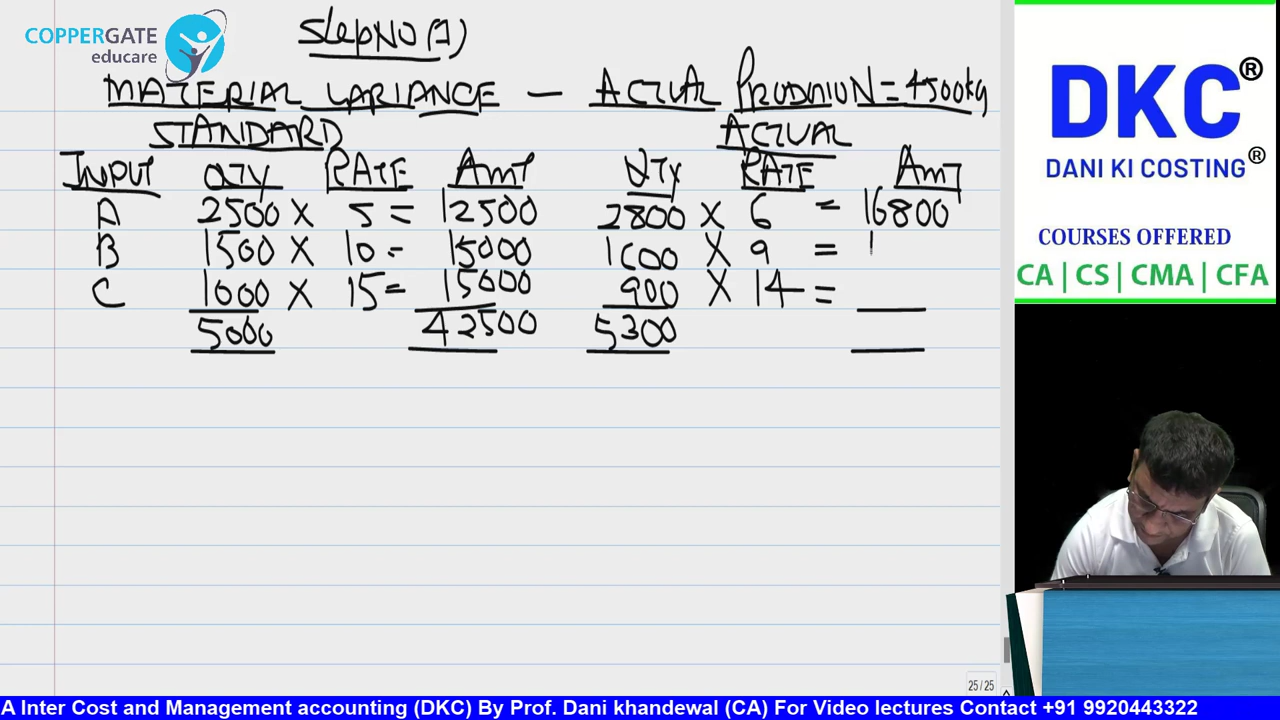 COPPERGATE
educare
Step NO (1)
MATERIAL VARIANCE — ACTUAL PRODUCTION = 4500kg
STANDARD ACTUAL
INPUT QTY RATE AMT QTY RATE AMT
A 2500 X 5 = 12500 2800 X 6 = 16800
B 1500 X 10 = 15000 1600 X 9 = 1
C 1000 X 15 = 15000 900 X 14 =
5000 42500 5300
DKC®
DANI KI COSTING®
COURSES OFFERED
CA | CS | CMA | CFA
25 / 25
A Inter Cost and Management accounting (DKC) By Prof. Dani khandewal (CA) For Video lectures Contact +91 9920443322